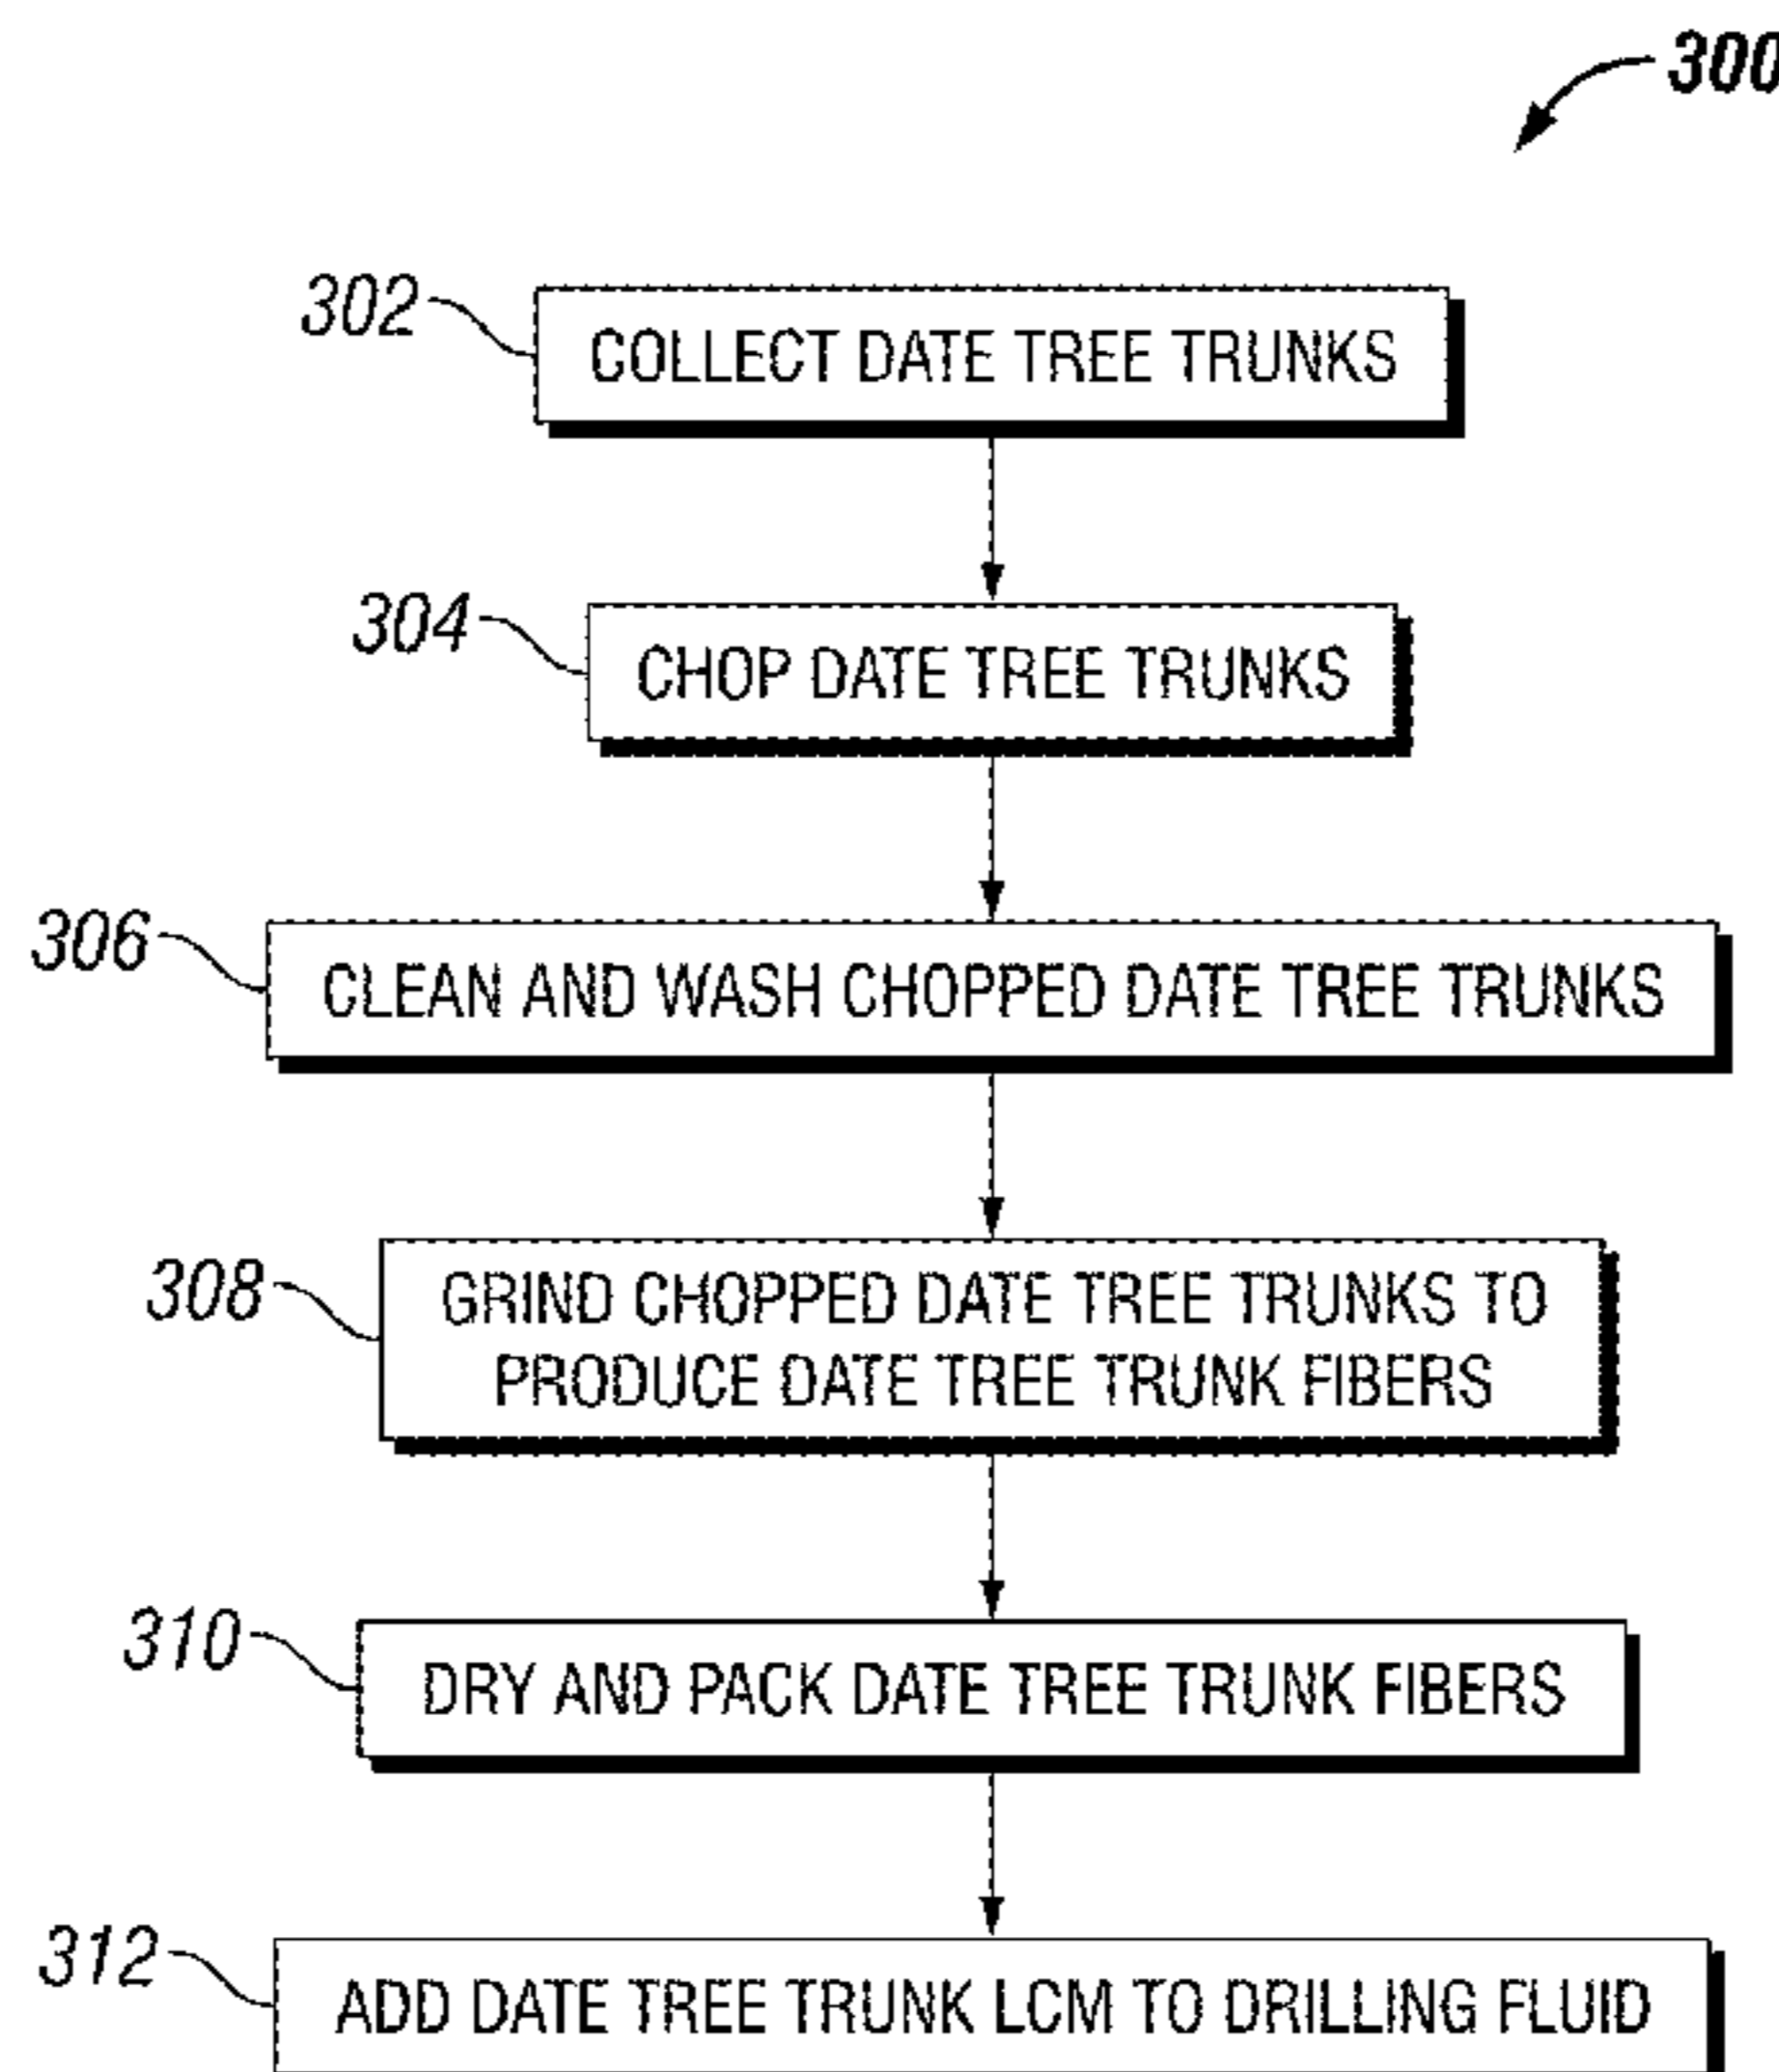 300
302
COLLECT DATE TREE TRUNKS
304
CHOP DATE TREE TRUNKS
306
CLEAN AND WASH CHOPPED DATE TREE TRUNKS
308
GRIND CHOPPED DATE TREE TRUNKS TO
PRODUCE DATE TREE TRUNK FIBERS
310
DRY AND PACK DATE TREE TRUNK FIBERS
312
ADD DATE TREE TRUNK LCM TO DRILLING FLUID